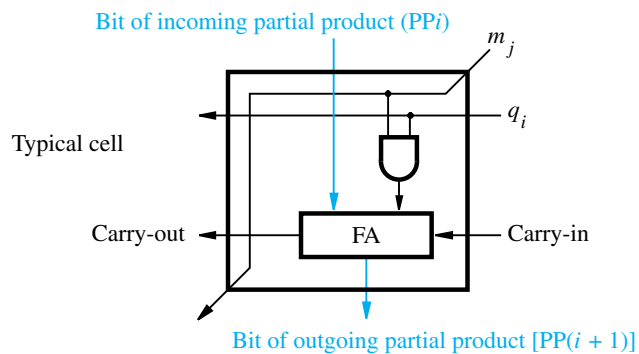 Bit of incoming partial product (PPi)
m j
q i
Typical cell
Carry-out
FA
Carry-in
Bit of outgoing partial product [PP(i + 1)]